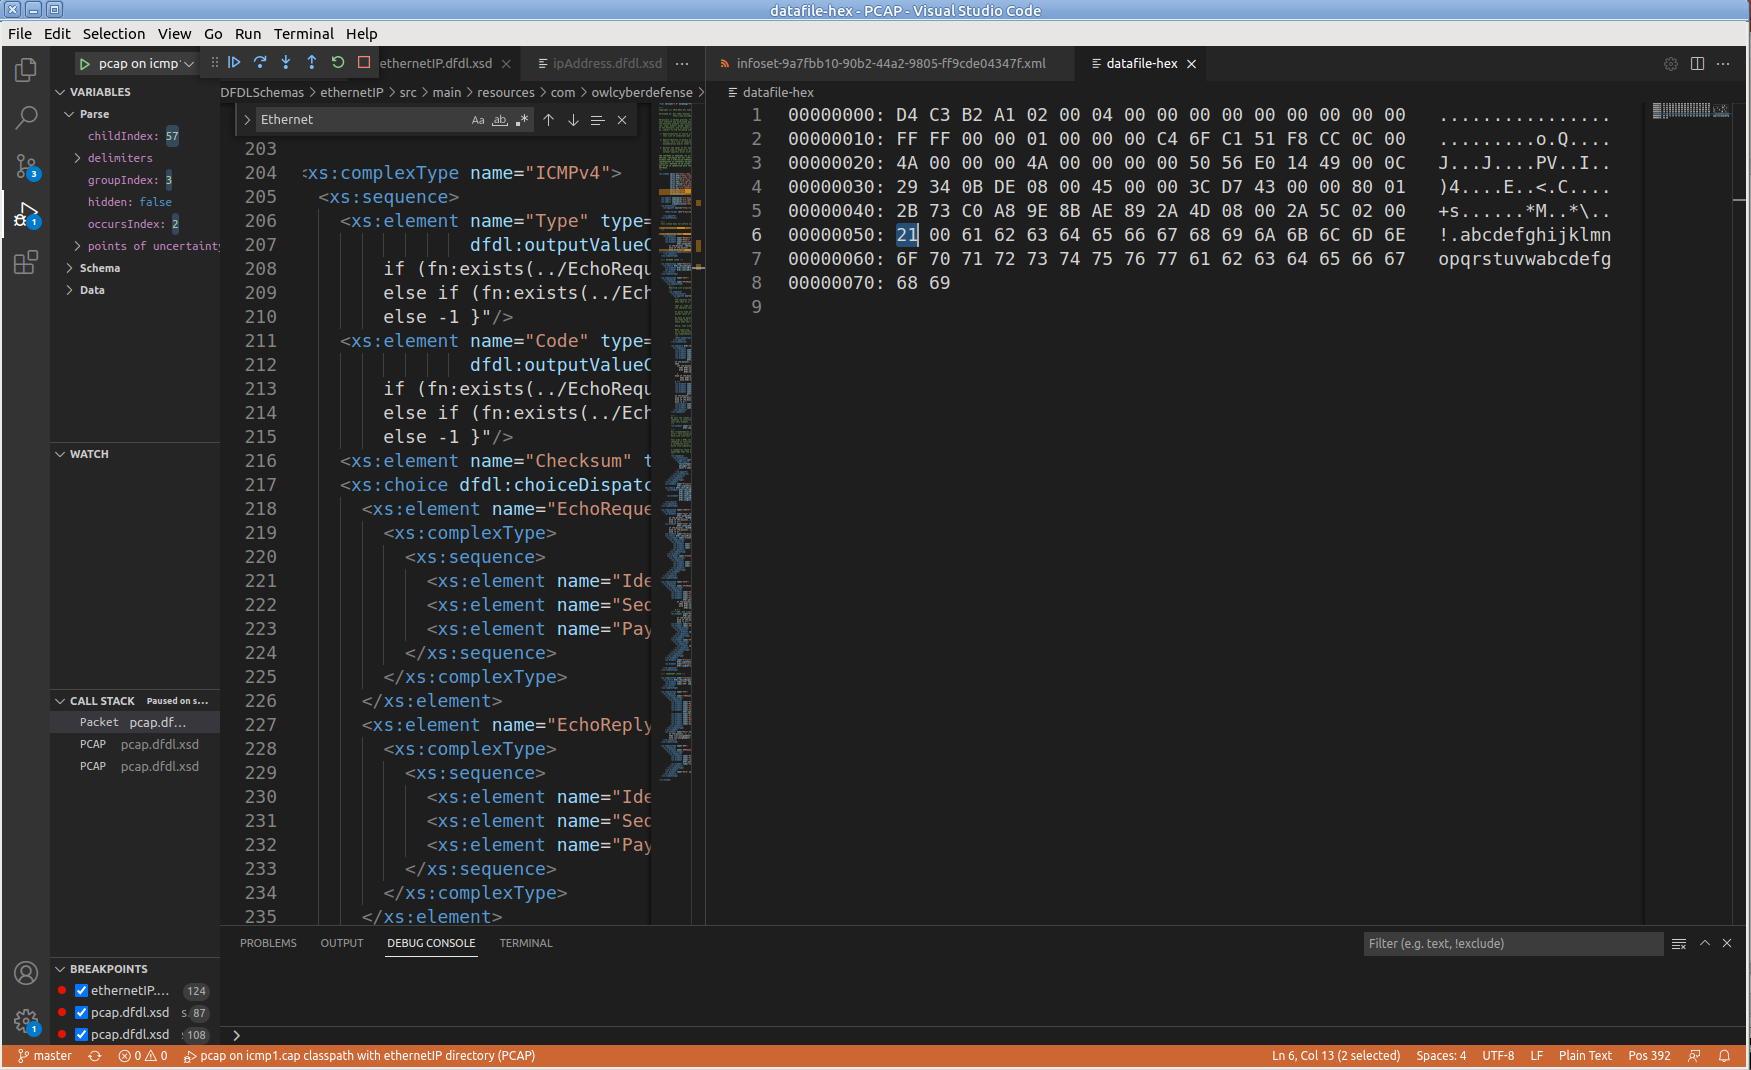 datafile-hex - PCAP - Visual Studio Code
File Edit Selection View Go Run Terminal Help
pcap on icmp
ethernetIP.dfdl.xsd
ipAddress.dfdl.xsd
infoset-9a7fbb10-90b2-44a2-9805-ff9cde04347f.xml
datafile-hex
VARIABLES
Parse
childIndex: 57
delimiters
groupIndex: 3
hidden: false
occursIndex: 2
points of uncertainty
Schema
Data
WATCH
CALL STACK Paused on s...
Packet pcap.df...
PCAP pcap.dfdl.xsd
PCAP pcap.dfdl.xsd
BREAKPOINTS
ethernetIP.... 124
pcap.dfdl.xsd s. 87
pcap.dfdl.xsd 108
3
1
1
DFDLSchemas > ethernetIP > src > main > resources > com > owlcyberdefense >
Ethernet Aa ab .*
203
204 <xs:complexType name="ICMPv4">
205 <xs:sequence>
206 <xs:element name="Type" type=
207 dfdl:outputValueC
208 if (fn:exists(../EchoRequ
209 else if (fn:exists(../Ech
210 else -1 }"/>
211 <xs:element name="Code" type=
212 dfdl:outputValueC
213 if (fn:exists(../EchoRequ
214 else if (fn:exists(../Ech
215 else -1 }"/>
216 <xs:element name="Checksum" t
217 <xs:choice dfdl:choiceDispatc
218 <xs:element name="EchoReque
219 <xs:complexType>
220 <xs:sequence>
221 <xs:element name="Ide
222 <xs:element name="Seq
223 <xs:element name="Pay
224 </xs:sequence>
225 </xs:complexType>
226 </xs:element>
227 <xs:element name="EchoReply
228 <xs:complexType>
229 <xs:sequence>
230 <xs:element name="Ide
231 <xs:element name="Seq
232 <xs:element name="Pay
233 </xs:sequence>
234 </xs:complexType>
235 </xs:element>
datafile-hex
1 00000000: D4 C3 B2 A1 02 00 04 00 00 00 00 00 00 00 00 00 ................
2 00000010: FF FF 00 00 01 00 00 00 C4 6F C1 51 F8 CC 0C 00 .........o.Q....
3 00000020: 4A 00 00 00 4A 00 00 00 00 50 56 E0 14 49 00 0C J...J....PV..I..
4 00000030: 29 34 0B DE 08 00 45 00 00 3C D7 43 00 00 80 01 )4....E..<.C....
5 00000040: 2B 73 C0 A8 9E 8B AE 89 2A 4D 08 00 2A 5C 02 00 +s......*M..*\..
6 00000050: 21 00 61 62 63 64 65 66 67 68 69 6A 6B 6C 6D 6E !.abcdefghijklmn
7 00000060: 6F 70 71 72 73 74 75 76 77 61 62 63 64 65 66 67 opqrstuvwabcdefg
8 00000070: 68 69
9
PROBLEMS OUTPUT DEBUG CONSOLE TERMINAL
Filter (e.g. text, !exclude)
master 0 0 pcap on icmp1.cap classpath with ethernetIP directory (PCAP)
Ln 6, Col 13 (2 selected) Spaces: 4 UTF-8 LF Plain Text Pos 392